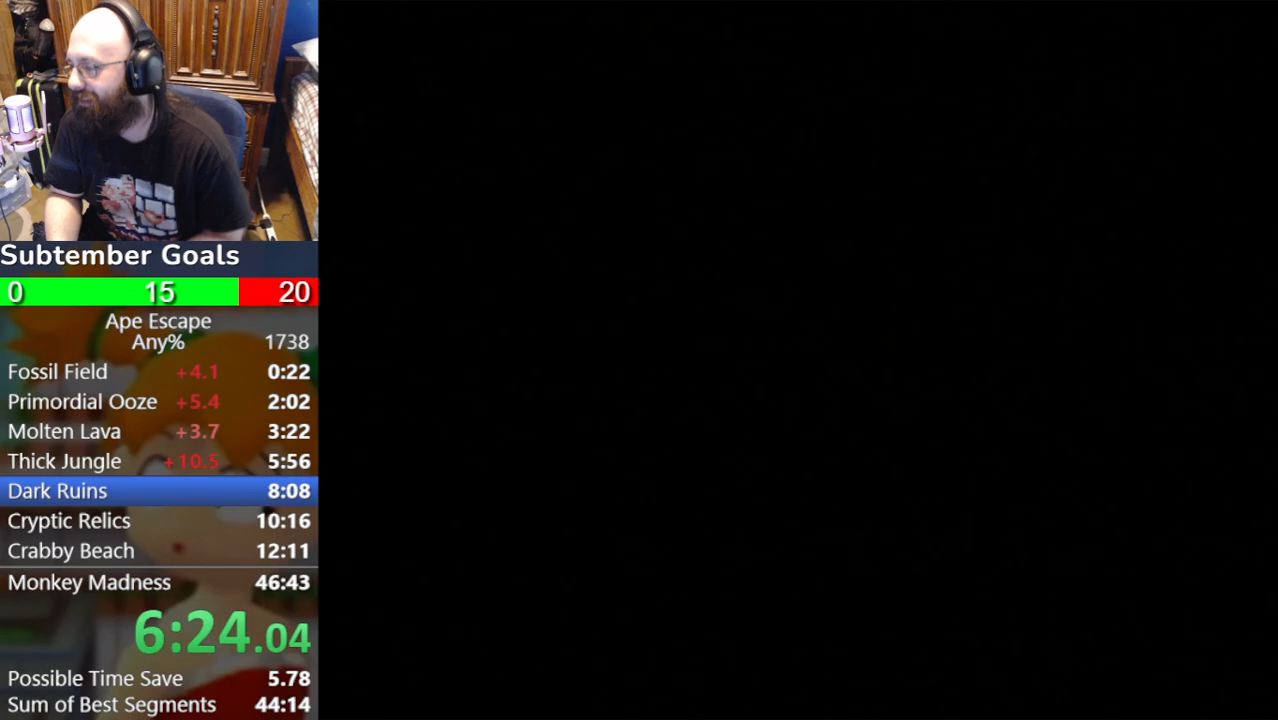 Subtember Goals
0 15 20
Ape Escape
Any% 1738
Fossil Field +4.1 0:22
Primordial Ooze +5.4 2:02
Molten Lava +3.7 3:22
Thick Jungle +10.5 5:56
Dark Ruins 8:08
Cryptic Relics 10:16
Crabby Beach 12:11
Monkey Madness 46:43
6:24.04
Possible Time Save 5.78
Sum of Best Segments 44:14